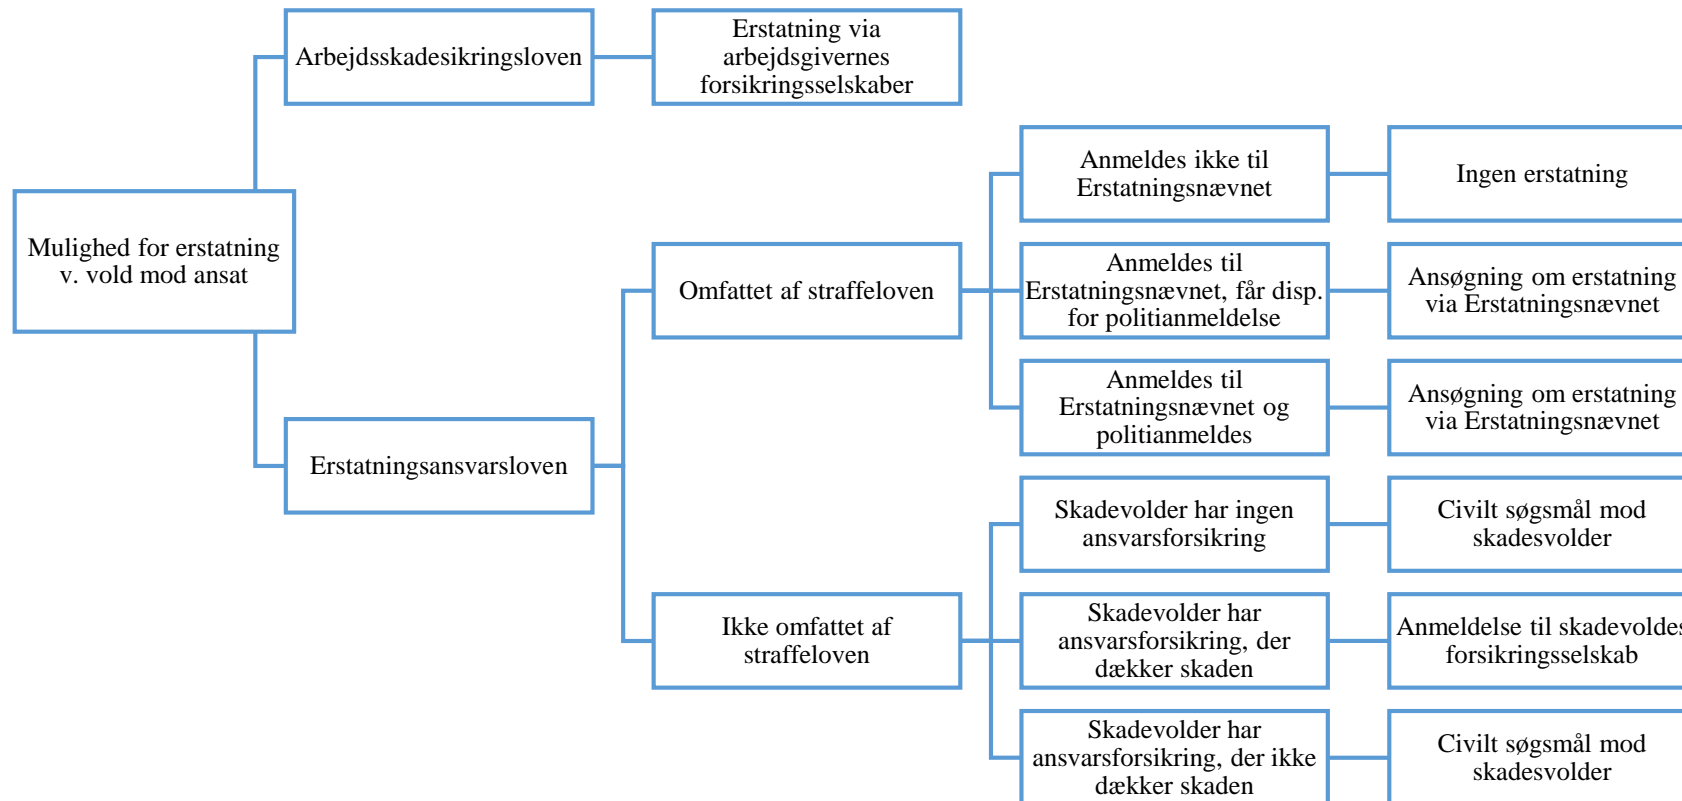 Arbejdsskadesikringsloven
Erstatning via
arbejdsgivernes
forsikringsselskaber
Mulighed for erstatning
v. vold mod ansat
Erstatningsansvarsloven
Omfattet af straffeloven
Anmeldes ikke til
Erstatningsnævnet
Ingen erstatning
Anmeldes til
Erstatningsnævnet, får disp.
for politianmeldelse
Ansøgning om erstatning
via Erstatningsnævnet
Anmeldes til
Erstatningsnævnet og
politianmeldes
Ansøgning om erstatning
via Erstatningsnævnet
Ikke omfattet af
straffeloven
Skadevolder har ingen
ansvarsforsikring
Civilt søgsmål mod
skadesvolder
Skadevolder har
ansvarsforsikring, der
dækker skaden
Anmeldelse til skadevoldes
forsikringsselskab
Skadevolder har
ansvarsforsikring, der ikke
dækker skaden
Civilt søgsmål mod
skadesvolder